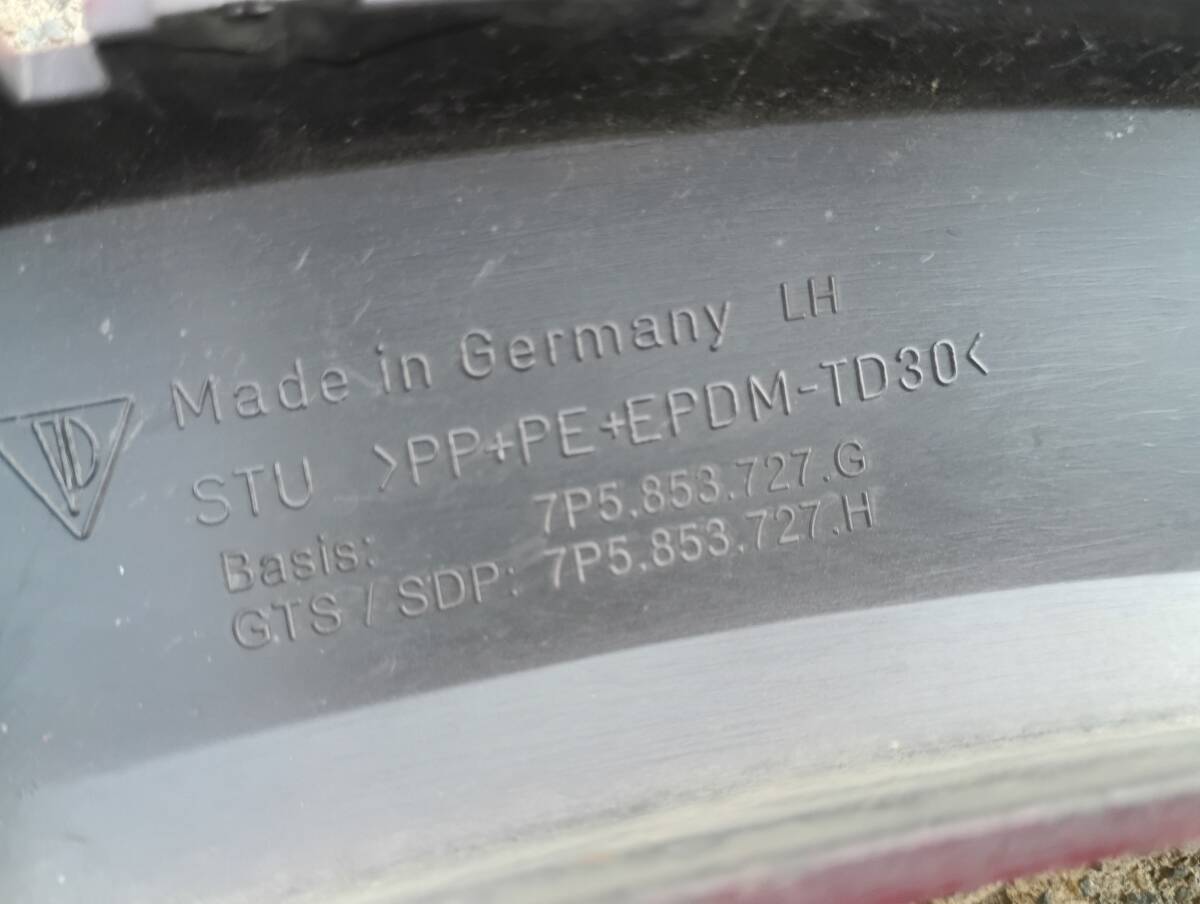 Made in Germany LH
STU >PP+PE+EPDM-TD30<
Basis: 7P5.853.727.G
GTS / SDP: 7P5.853.727.H